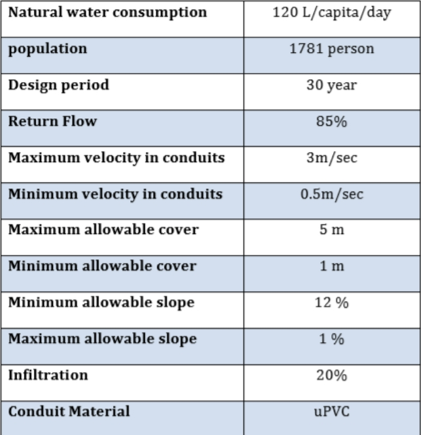 Natural water consumption 120 L/capita/day
population 1781 person
Design period 30 year
Return Flow 85%
Maximum velocity in conduits 3m/sec
Minimum velocity in conduits 0.5m/sec
Maximum allowable cover 5 m
Minimum allowable cover 1 m
Minimum allowable slope 12 %
Maximum allowable slope 1 %
Infiltration 20%
Conduit Material uPVC